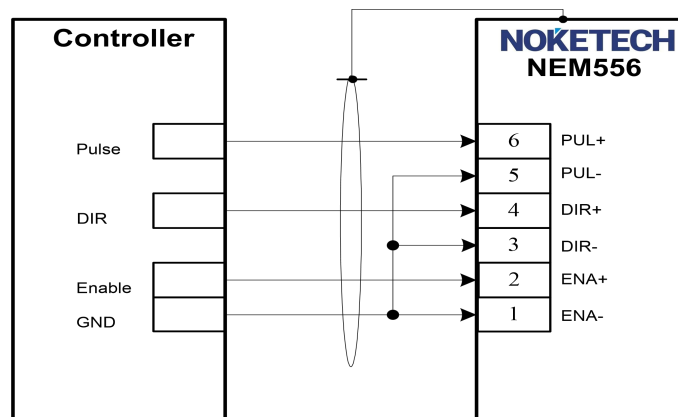 Controller
NOKETECH
NEM556
Pulse
6
PUL+
5
PUL-
DIR
4
DIR+
3
DIR-
Enable
2
ENA+
GND
1
ENA-